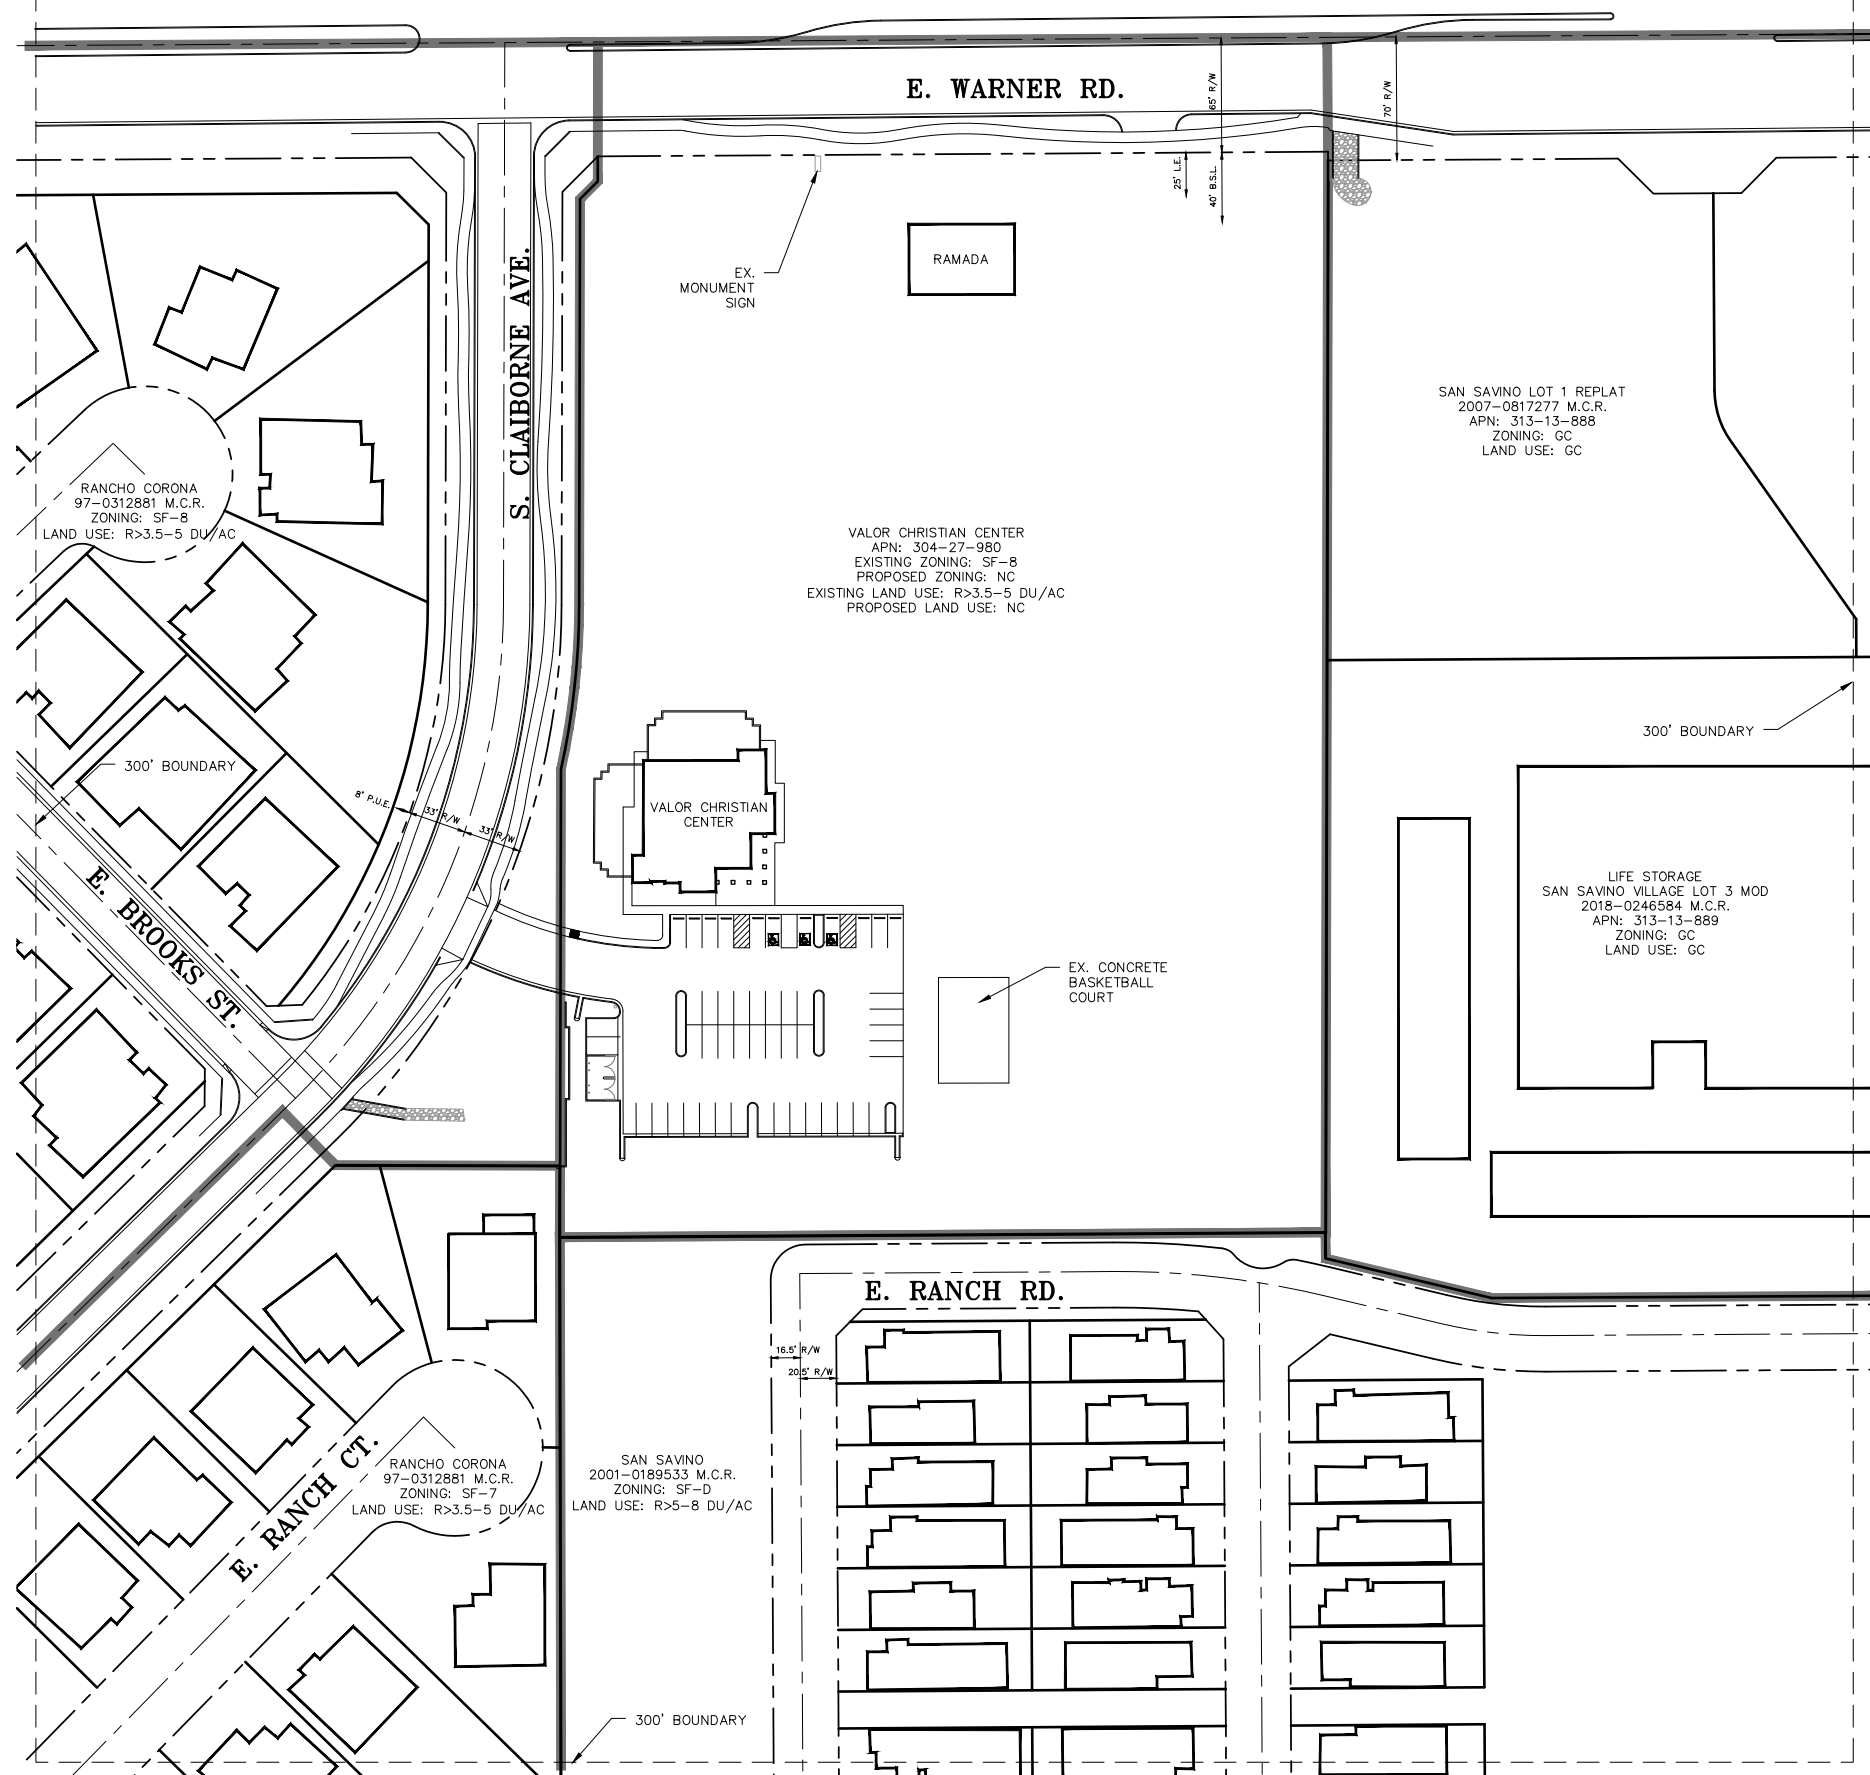 E. WARNER RD.
65' R/W
70' R/W
25' L.E.
40' B.S.L.
S. CLAIBORNE AVE.
EX.
MONUMENT
SIGN
RAMADA
SAN SAVINO LOT 1 REPLAT
2007-0817277 M.C.R.
APN: 313-13-888
ZONING: GC
LAND USE: GC
RANCHO CORONA
97-0312881 M.C.R.
ZONING: SF-8
LAND USE: R>3.5-5 DU/AC
VALOR CHRISTIAN CENTER
APN: 304-27-980
EXISTING ZONING: SF-8
PROPOSED ZONING: NC
EXISTING LAND USE: R>3.5-5 DU/AC
PROPOSED LAND USE: NC
300' BOUNDARY
300' BOUNDARY
8' P.U.E.
33' R/W
33' R/W
VALOR CHRISTIAN
CENTER
E. BROOKS ST.
LIFE STORAGE
SAN SAVINO VILLAGE LOT 3 MOD
2018-0246584 M.C.R.
APN: 313-13-889
ZONING: GC
LAND USE: GC
EX. CONCRETE
BASKETBALL
COURT
E. RANCH RD.
16.5' R/W
20.5' R/W
E. RANCH CT.
RANCHO CORONA
97-0312881 M.C.R.
ZONING: SF-7
LAND USE: R>3.5-5 DU/AC
SAN SAVINO
2001-0189533 M.C.R.
ZONING: SF-D
LAND USE: R>5-8 DU/AC
300' BOUNDARY